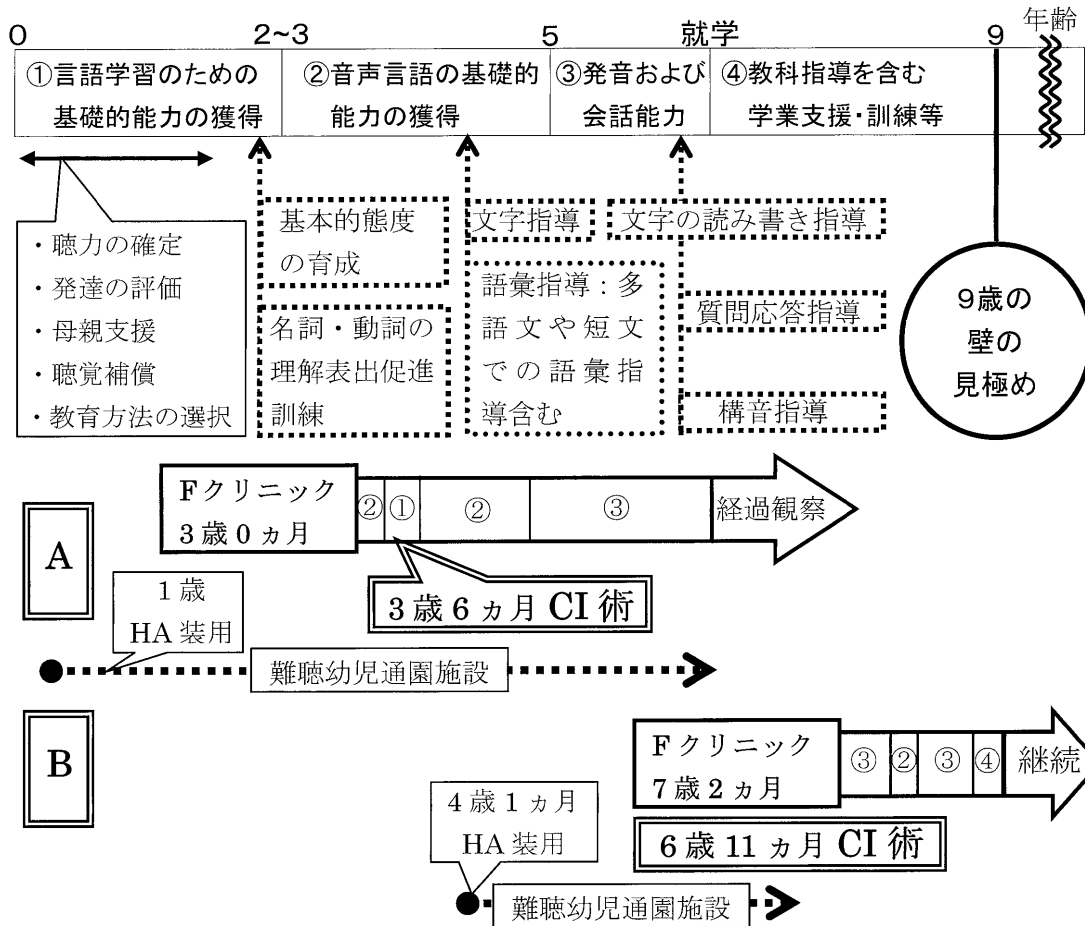 年齢
0
2~3
5
就学
9
①言語学習のための
基礎的能力の獲得
②音声言語の基礎的
能力の獲得
③発音および
会話能力
④教科指導を含む
学業支援・訓練等
・聴力の確定
・発達の評価
・母親支援
・聴覚補償
・教育方法の選択
基本的態度
の育成
名詞・動詞の
理解表出促進
訓練
文字指導
語彙指導：多
語文や短文
での語彙指
導含む
文字の読み書き指導
質問応答指導
構音指導
9歳の
壁の
見極め
A
Fクリニック
3歳0ヵ月
②
①
②
③
経過観察
3歳6ヵ月 CI 術
1歳
HA 装用
難聴幼児通園施設
B
Fクリニック
7歳2ヵ月
③
②
③
④
継続
6歳11ヵ月 CI 術
4歳1ヵ月
HA 装用
難聴幼児通園施設